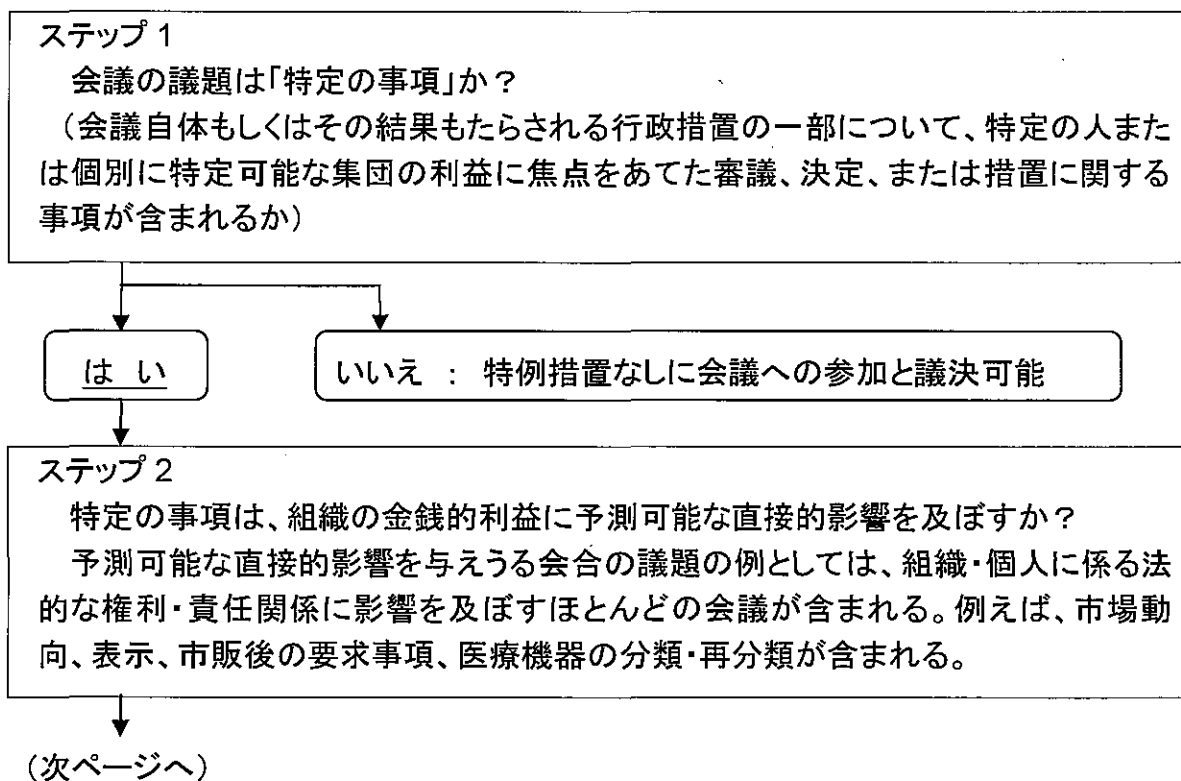 ステップ1
会議の議題は「特定の事項」か？
（会議自体もしくはその結果もたらされる行政措置の一部について、特定の人また
は個別に特定可能な集団の利益に焦点をあてた審議、決定、または措置に関する
事項が含まれるか）
はい
いいえ ： 特例措置なしに会議への参加と議決可能
ステップ2
特定の事項は、組織の金銭的利益に予測可能な直接的影響を及ぼすか？
予測可能な直接的影響を与えうる会合の議題の例としては、組織・個人に係る法
的な権利・責任関係に影響を及ぼすほとんどの会議が含まれる。例えば、市場動
向、表示、市販後の要求事項、医療機器の分類・再分類が含まれる。
（次ページへ）